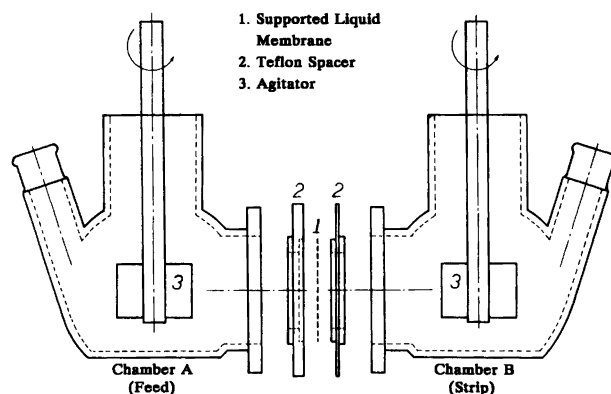 1. Supported Liquid
Membrane
2. Teflon Spacer
3. Agitator
2
2
1
3
3
Chamber A
(Feed)
Chamber B
(Strip)